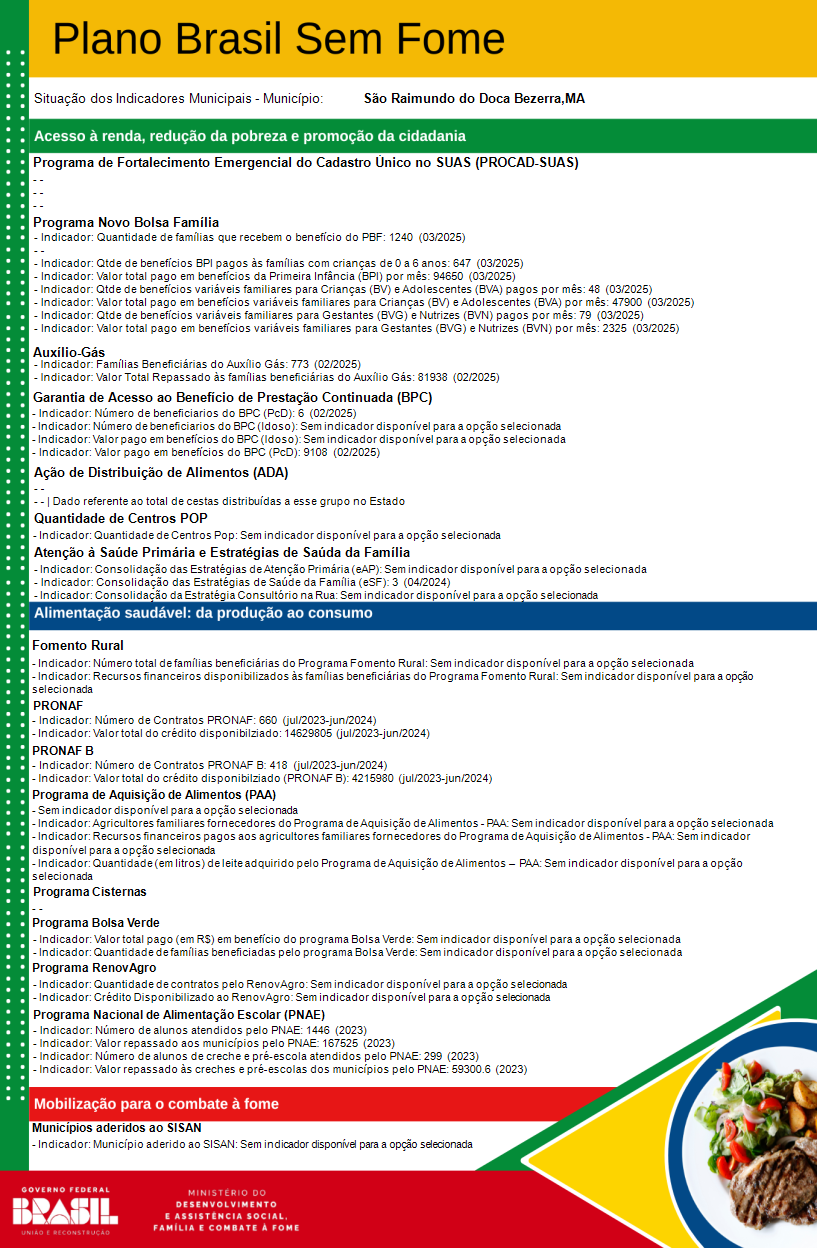 Plano Brasil Sem Fome
Situação dos Indicadores Municipais - Município: São Raimundo do Doca Bezerra,MA
Acesso à renda, redução da pobreza e promoção da cidadania
Programa de Fortalecimento Emergencial do Cadastro Único no SUAS (PROCAD-SUAS)
- -
- -
- -
Programa Novo Bolsa Família
- Indicador: Quantidade de famílias que recebem o benefício do PBF: 1240 (03/2025)
- -
- Indicador: Qtde de benefícios BPI pagos às famílias com crianças de 0 a 6 anos: 647 (03/2025)
- Indicador: Valor total pago em benefícios da Primeira Infância (BPI) por mês: 94650 (03/2025)
- Indicador: Qtde de benefícios variáveis familiares para Crianças (BV) e Adolescentes (BVA) pagos por mês: 48 (03/2025)
- Indicador: Valor total pago em benefícios variáveis familiares para Crianças (BV) e Adolescentes (BVA) por mês: 47900 (03/2025)
- Indicador: Qtde de benefícios variáveis familiares para Gestantes (BVG) e Nutrizes (BVN) pagos por mês: 79 (03/2025)
- Indicador: Valor total pago em benefícios variáveis familiares para Gestantes (BVG) e Nutrizes (BVN) por mês: 2325 (03/2025)
Auxílio-Gás
- Indicador: Famílias Beneficiárias do Auxílio Gás: 773 (02/2025)
- Indicador: Valor Total Repassado às famílias beneficiárias do Auxílio Gás: 81938 (02/2025)
Garantia de Acesso ao Benefício de Prestação Continuada (BPC)
- Indicador: Número de beneficiarios do BPC (PcD): 6 (02/2025)
- Indicador: Número de beneficiarios do BPC (Idoso): Sem indicador disponível para a opção selecionada
- Indicador: Valor pago em benefícios do BPC (Idoso): Sem indicador disponível para a opção selecionada
- Indicador: Valor pago em benefícios do BPC (PcD): 9108 (02/2025)
Ação de Distribuição de Alimentos (ADA)
- -
- - | Dado referente ao total de cestas distribuídas a esse grupo no Estado
Quantidade de Centros POP
- Indicador: Quantidade de Centros Pop: Sem indicador disponível para a opção selecionada
Atenção à Saúde Primária e Estratégias de Saúda da Família
- Indicador: Consolidação das Estratégias de Atenção Primária (eAP): Sem indicador disponível para a opção selecionada
- Indicador: Consolidação das Estratégias de Saúde da Família (eSF): 3 (04/2024)
- Indicador: Consolidação da Estratégia Consultório na Rua: Sem indicador disponível para a opção selecionada
Alimentação saudável: da produção ao consumo
Fomento Rural
- Indicador: Número total de famílias beneficiárias do Programa Fomento Rural: Sem indicador disponível para a opção selecionada
- Indicador: Recursos financeiros disponibilizados às famílias beneficiárias do Programa Fomento Rural: Sem indicador disponível para a opção
selecionada
PRONAF
- Indicador: Número de Contratos PRONAF: 660 (jul/2023-jun/2024)
- Indicador: Valor total do crédito disponibilziado: 14629805 (jul/2023-jun/2024)
PRONAF B
- Indicador: Número de Contratos PRONAF B: 418 (jul/2023-jun/2024)
- Indicador: Valor total do crédito disponibilziado (PRONAF B): 4215980 (jul/2023-jun/2024)
Programa de Aquisição de Alimentos (PAA)
- Sem indicador disponível para a opção selecionada
- Indicador: Agricultores familiares fornecedores do Programa de Aquisição de Alimentos - PAA: Sem indicador disponível para a opção selecionada
- Indicador: Recursos financeiros pagos aos agricultores familiares fornecedores do Programa de Aquisição de Alimentos - PAA: Sem indicador
disponível para a opção selecionada
- Indicador: Quantidade (em litros) de leite adquirido pelo Programa de Aquisição de Alimentos – PAA: Sem indicador disponível para a opção
selecionada
Programa Cisternas
- -
Programa Bolsa Verde
- Indicador: Valor total pago (em R$) em benefício do programa Bolsa Verde: Sem indicador disponível para a opção selecionada
- Indicador: Quantidade de famílias beneficiadas pelo programa Bolsa Verde: Sem indicador disponível para a opção selecionada
Programa RenovAgro
- Indicador: Quantidade de contratos pelo RenovAgro: Sem indicador disponível para a opção selecionada
- Indicador: Crédito Disponibilizado ao RenovAgro: Sem indicador disponível para a opção selecionada
Programa Nacional de Alimentação Escolar (PNAE)
- Indicador: Número de alunos atendidos pelo PNAE: 1446 (2023)
- Indicador: Valor repassado aos municípios pelo PNAE: 167525 (2023)
- Indicador: Número de alunos de creche e pré-escola atendidos pelo PNAE: 299 (2023)
- Indicador: Valor repassado às creches e pré-escolas dos municípios pelo PNAE: 59300.6 (2023)
Mobilização para o combate à fome
Municípios aderidos ao SISAN
- Indicador: Município aderido ao SISAN: Sem indicador disponível para a opção selecionada
GOVERNO FEDERAL
BRASIL
UNIÃO E RECONSTRUÇÃO
MINISTÉRIO DO
DESENVOLVIMENTO
E ASSISTÊNCIA SOCIAL,
FAMÍLIA E COMBATE À FOME